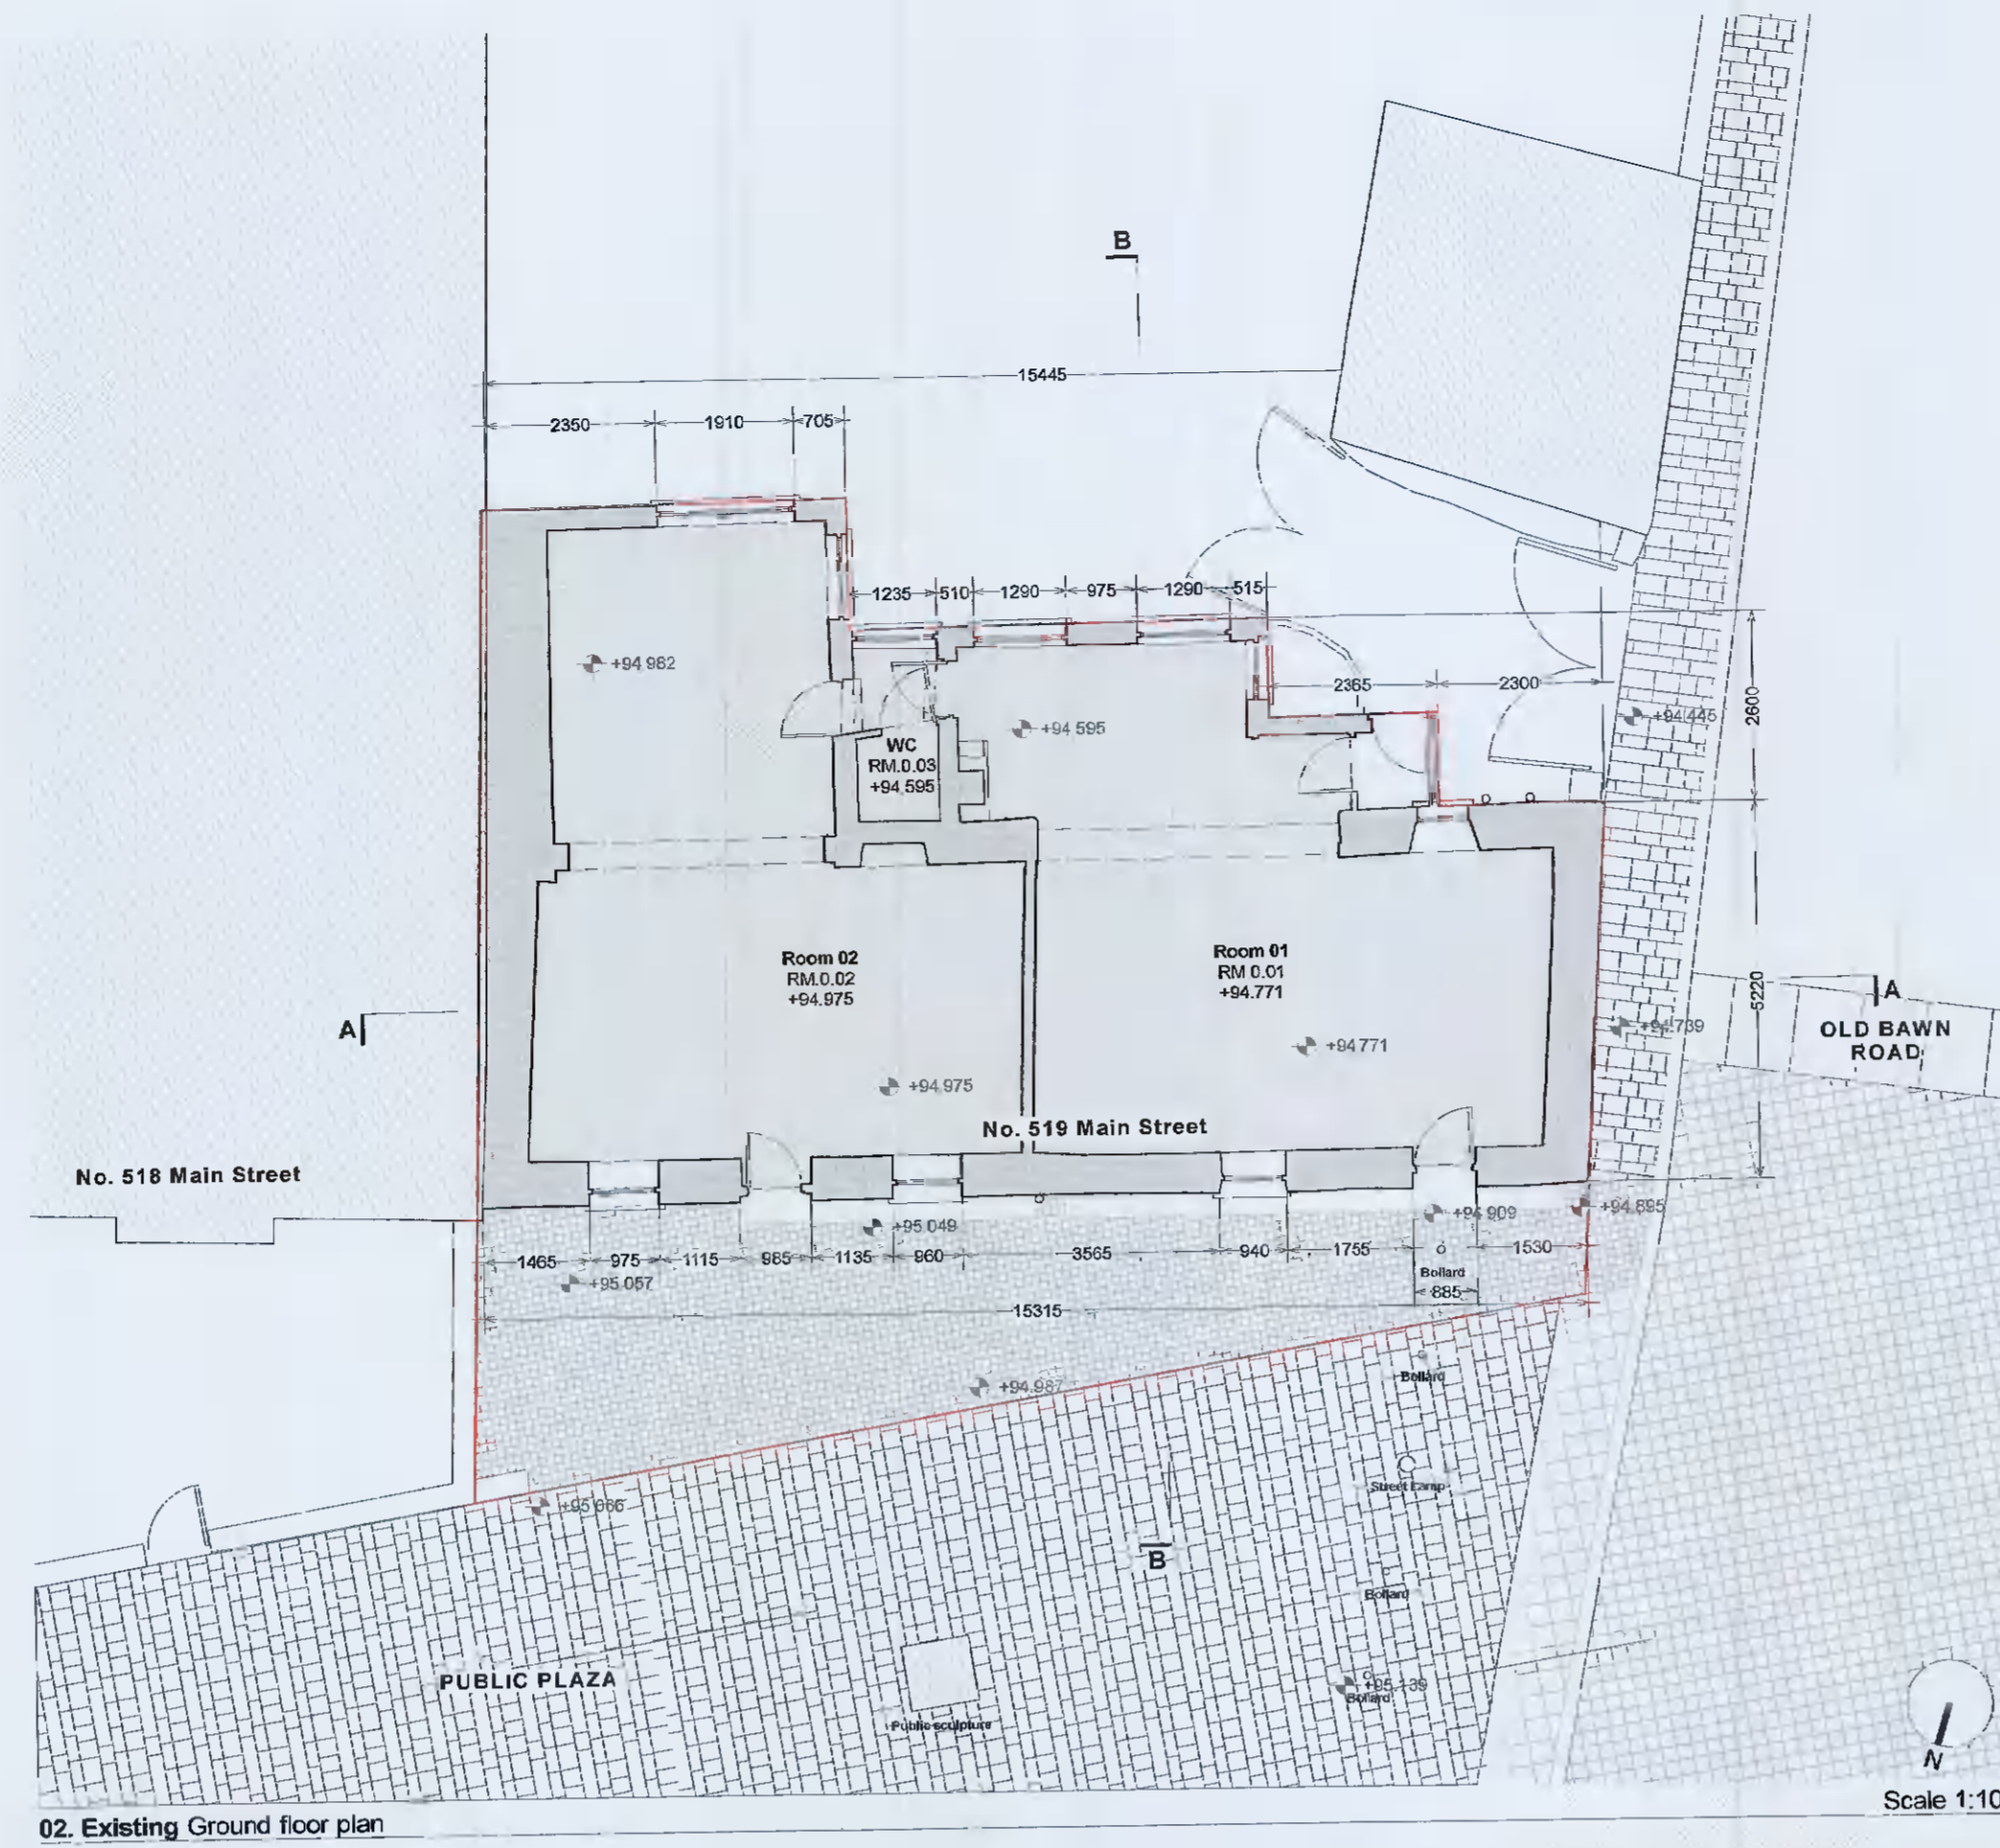 B
15445
2350 1910 705
1235 510 1290 975 1290 515
+94 982
2365 2300
+94 445
2600
+94 595
WC
RM.0.03
+94 595
Room 02
RM.0.02
+94.975
Room 01
RM 0.01
+94.771
A
A
5220
OLD BAWN
ROAD
+94.739
+94 771
+94 975
No. 519 Main Street
No. 518 Main Street
+95 049
+94 909
+94 895
1465 975 1115 985 1135 960 3565 940 1755 1530
+95 057
Bollard
885
15315
+94.987
Bollard
+95 066
Street Lamp
B
Bollard
PUBLIC PLAZA
+95.139
Bollard
Public sculpture
N
Scale 1:10
02. Existing Ground floor plan